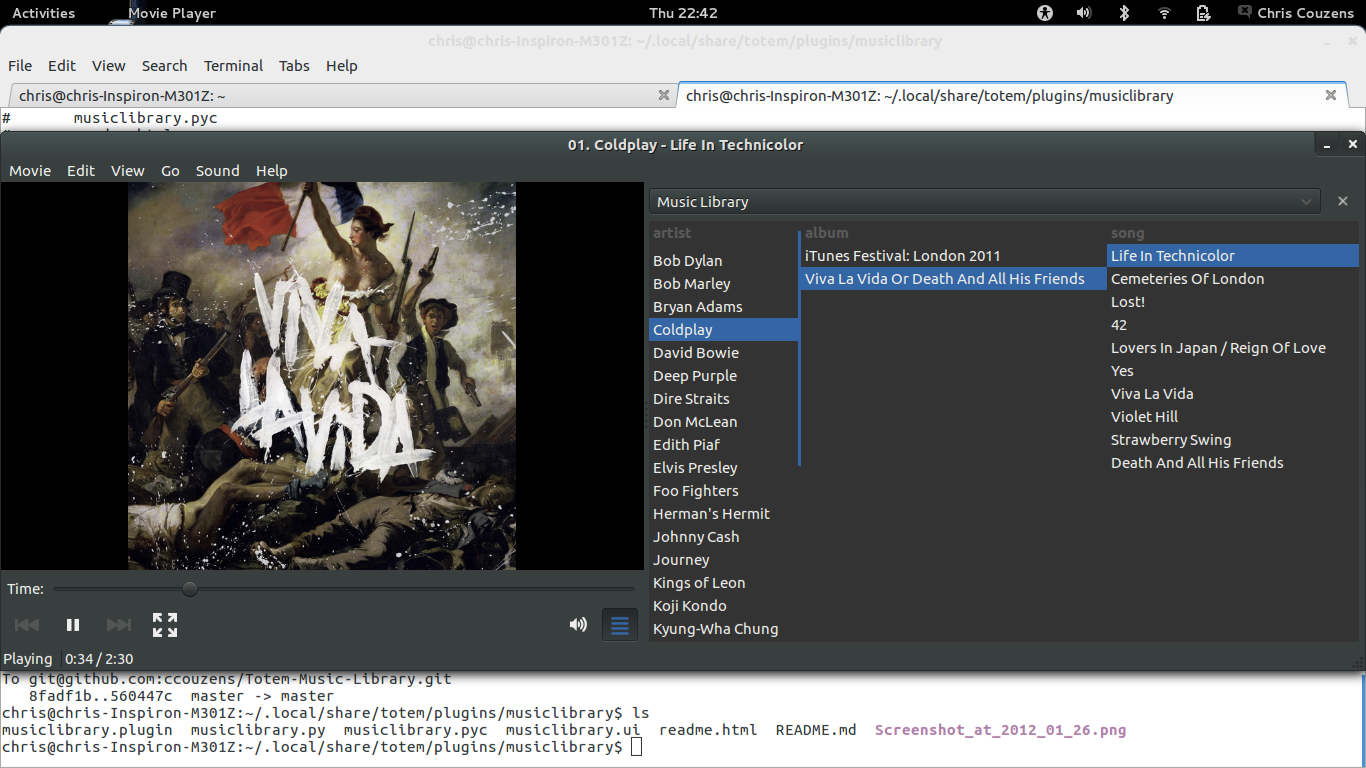 Activities Movie Player Thu 22:42 Chris Couzens
chris@chris-Inspiron-M301Z: ~/.local/share/totem/plugins/musiclibrary
File Edit View Search Terminal Tabs Help
chris@chris-Inspiron-M301Z: ~ chris@chris-Inspiron-M301Z: ~/.local/share/totem/plugins/musiclibrary
# musiclibrary.pyc
01. Coldplay - Life In Technicolor
Movie Edit View Go Sound Help
VIVA
LA VIDA
Music Library
artist album song
Bob Dylan
Bob Marley
Bryan Adams
Coldplay
David Bowie
Deep Purple
Dire Straits
Don McLean
Edith Piaf
Elvis Presley
Foo Fighters
Herman's Hermit
Johnny Cash
Journey
Kings of Leon
Koji Kondo
Kyung-Wha Chung
iTunes Festival: London 2011
Viva La Vida Or Death And All His Friends
Life In Technicolor
Cemeteries Of London
Lost!
42
Lovers In Japan / Reign Of Love
Yes
Viva La Vida
Violet Hill
Strawberry Swing
Death And All His Friends
Time:
Playing 0:34 / 2:30
To git@github.com:ccouzens/Totem-Music-Library.git
8fadf1b..560447c master -> master
chris@chris-Inspiron-M301Z:~/.local/share/totem/plugins/musiclibrary$ ls
musiclibrary.plugin musiclibrary.py musiclibrary.pyc musiclibrary.ui readme.html README.md Screenshot_at_2012_01_26.png
chris@chris-Inspiron-M301Z:~/.local/share/totem/plugins/musiclibrary$